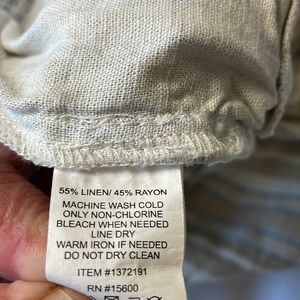 55% LINEN/ 45% RAYON
MACHINE WASH COLD
ONLY NON-CHLORINE
BLEACH WHEN NEEDED
LINE DRY
WARM IRON IF NEEDED
DO NOT DRY CLEAN
ITEM #1372191
RN #15600